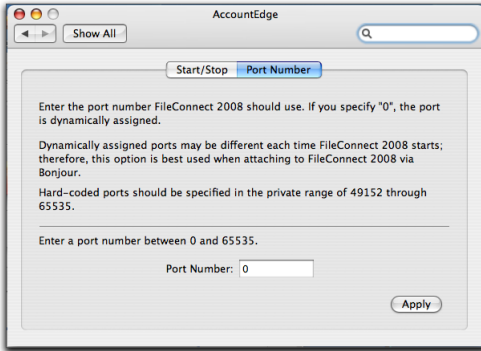 AccountEdge
Show All
Start/Stop
Port Number
Enter the port number FileConnect 2008 should use. If you specify "0", the port
is dynamically assigned.
Dynamically assigned ports may be different each time FileConnect 2008 starts;
therefore, this option is best used when attaching to FileConnect 2008 via
Bonjour.
Hard-coded ports should be specified in the private range of 49152 through
65535.
Enter a port number between 0 and 65535.
Port Number: 0
Apply